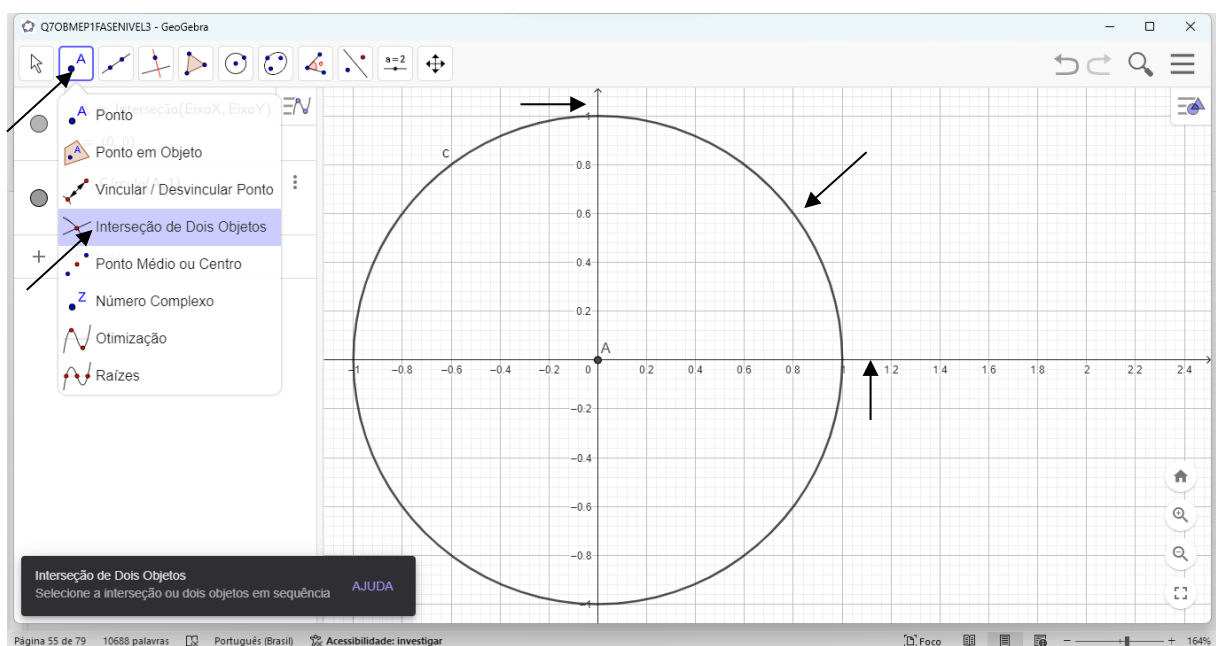 Q7OBMEP1FASENIVEL3 - GeoGebra
A
a=2
Interseção(EixoX, EixoY)
Ponto
Ponto em Objeto
Vincular / Desvincular Ponto
Interseção de Dois Objetos
Ponto Médio ou Centro
Z
Número Complexo
Otimização
Raízes
c
A
1
0.8
0.6
0.4
0.2
0
−0.2
−0.4
−0.6
−0.8
−1
−1
−0.8
−0.6
−0.4
−0.2
0.2
0.4
0.6
0.8
1
1.2
1.4
1.6
1.8
2
2.2
2.4
Interseção de Dois Objetos
Selecione a interseção ou dois objetos em sequência
AJUDA
Página 55 de 79 10688 palavras Português (Brasil) Acessibilidade: investigar Foco 164%